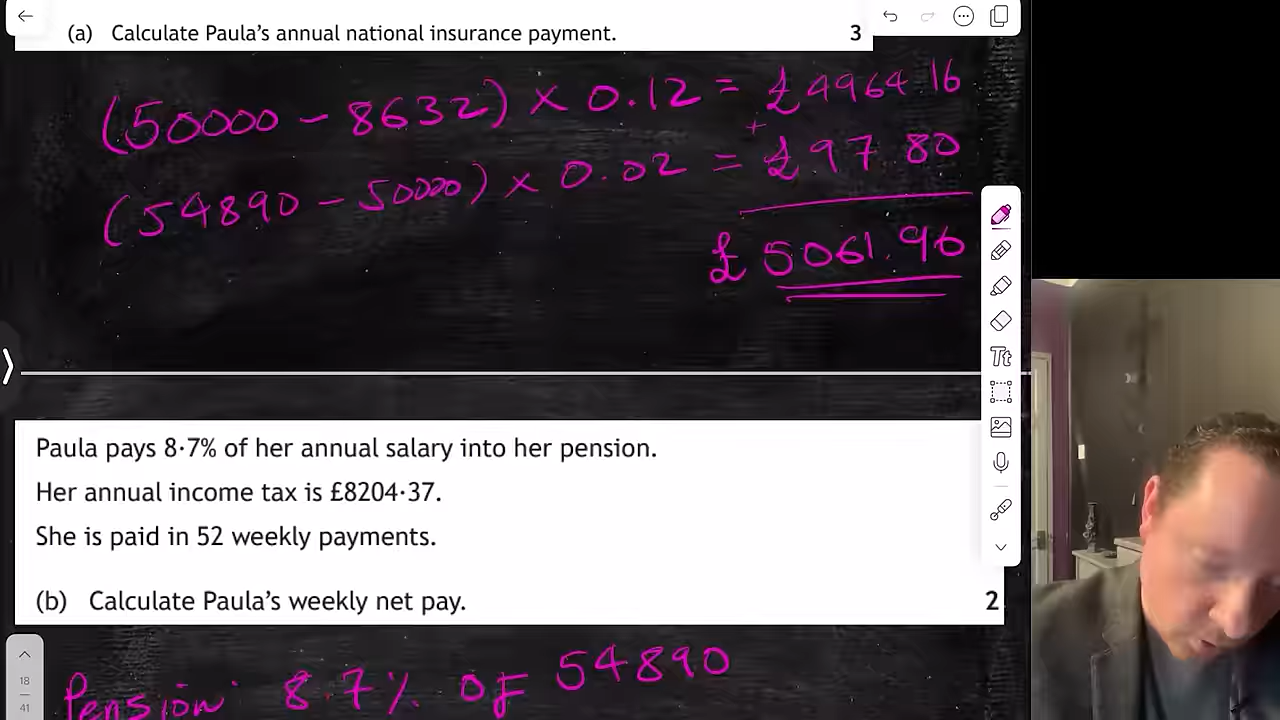 (a) Calculate Paula's annual national insurance payment. 3
(50000 - 8632) × 0.12 = £4964.16
+
(54890 - 50000) × 0.02 = £97.80
£5061.96
Paula pays 8·7% of her annual salary into her pension.
Her annual income tax is £8204·37.
She is paid in 52 weekly payments.
(b) Calculate Paula's weekly net pay. 2
Pension: 8.7% of 54890
Tt
18
41